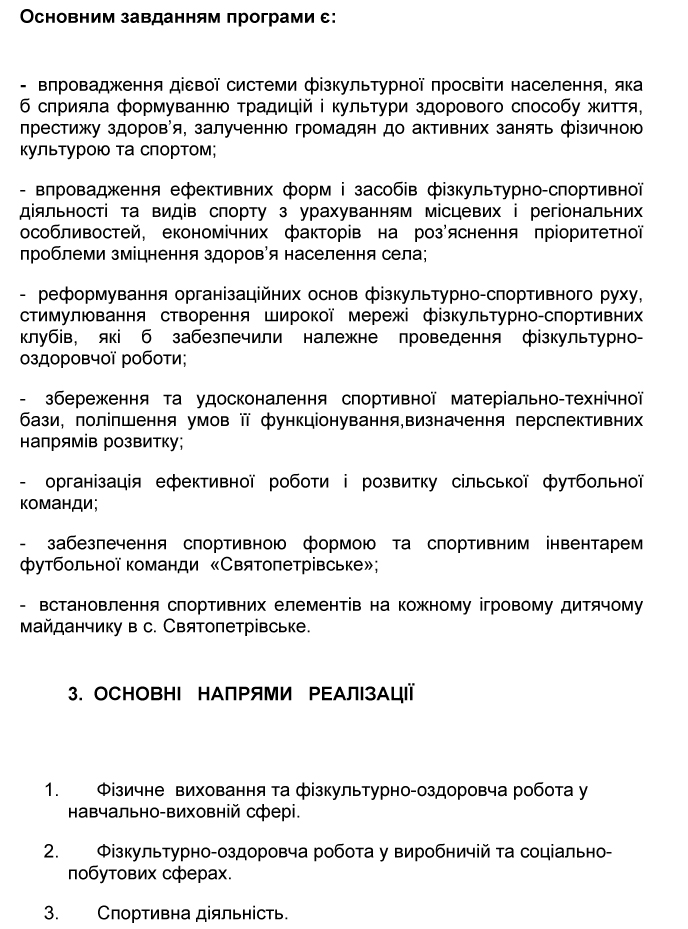 Основним завданням програми є:
- впровадження дієвої системи фізкультурної просвіти населення, яка
б сприяла формуванню традицій і культури здорового способу життя,
престижу здоров’я, залученню громадян до активних занять фізичною
культурою та спортом;
- впровадження ефективних форм і засобів фізкультурно-спортивної
діяльності та видів спорту з урахуванням місцевих і регіональних
особливостей, економічних факторів на роз’яснення пріоритетної
проблеми зміцнення здоров’я населення села;
- реформування організаційних основ фізкультурно-спортивного руху,
стимулювання створення широкої мережі фізкультурно-спортивних
клубів, які б забезпечили належне проведення фізкультурно-
оздоровчої роботи;
- збереження та удосконалення спортивної матеріально-технічної
бази, поліпшення умов її функціонування,визначення перспективних
напрямів розвитку;
- організація ефективної роботи і розвитку сільської футбольної
команди;
- забезпечення спортивною формою та спортивним інвентарем
футбольної команди «Святопетрівське»;
- встановлення спортивних елементів на кожному ігровому дитячому
майданчику в с. Святопетрівське.
3. ОСНОВНІ НАПРЯМИ РЕАЛІЗАЦІЇ
1. Фізичне виховання та фізкультурно-оздоровча робота у
навчально-виховній сфері.
2. Фізкультурно-оздоровча робота у виробничій та соціально-
побутових сферах.
3. Спортивна діяльність.